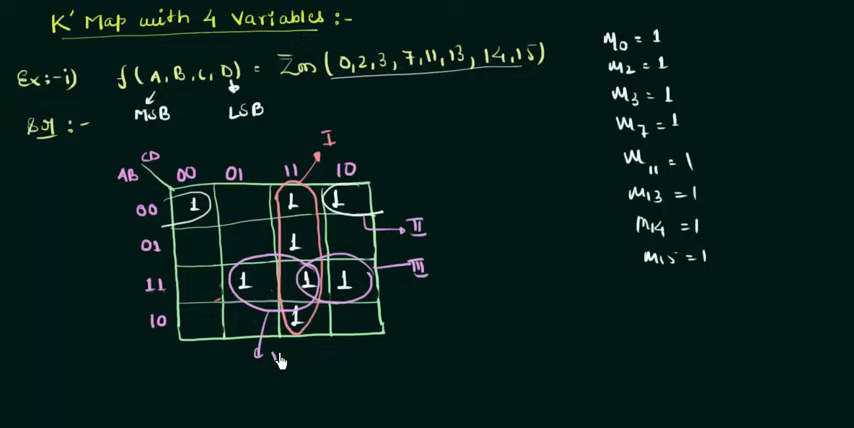 K' Map with 4 Variables :-
Ex:-i) f(A,B,C,D) = Σm(0,2,3,7,11,13,14,15)
MSB LSB
Sol :-
m0 = 1
m2 = 1
m3 = 1
m7 = 1
m11 = 1
m13 = 1
m14 = 1
m15 = 1
I
CD
AB 00 01 11 10
00 1 1 1
II
01 1
11 1 1 1
III
10 1